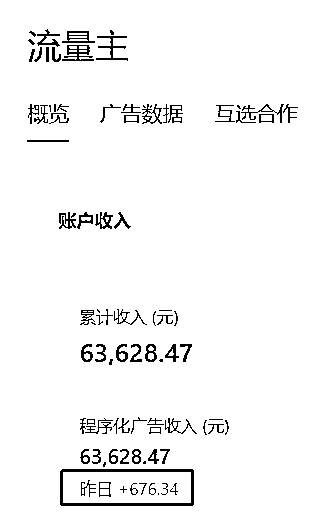 流量主
概览 广告数据 互选合作
账户收入
累计收入 (元)
63,628.47
程序化广告收入 (元)
63,628.47
昨日 +676.34